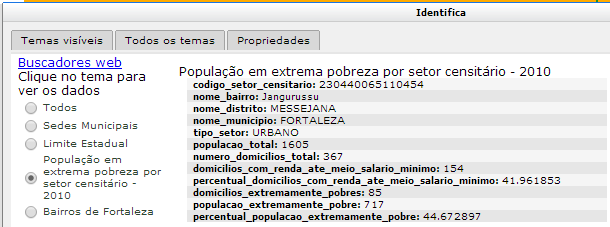 Identifica
Temas visíveis
Todos os temas
Propriedades
Buscadores web
Clique no tema para
ver os dados
Todos
Sedes Municipais
Limite Estadual
População em
extrema pobreza por
setor censitário -
2010
Bairros de Fortaleza
População em extrema pobreza por setor censitário - 2010
codigo_setor_censitario: 230440065110454
nome_bairro: Jangurussu
nome_distrito: MESSEJANA
nome_municipio: FORTALEZA
tipo_setor: URBANO
populacao_total: 1605
numero_domicilios_total: 367
domicilios_com_renda_ate_meio_salario_minimo: 154
percentual_domicilios_com_renda_ate_meio_salario_minimo: 41.961853
domicilios_extremamente_pobres: 85
populacao_extremamente_pobre: 717
percentual_populacao_extremamente_pobre: 44.672897